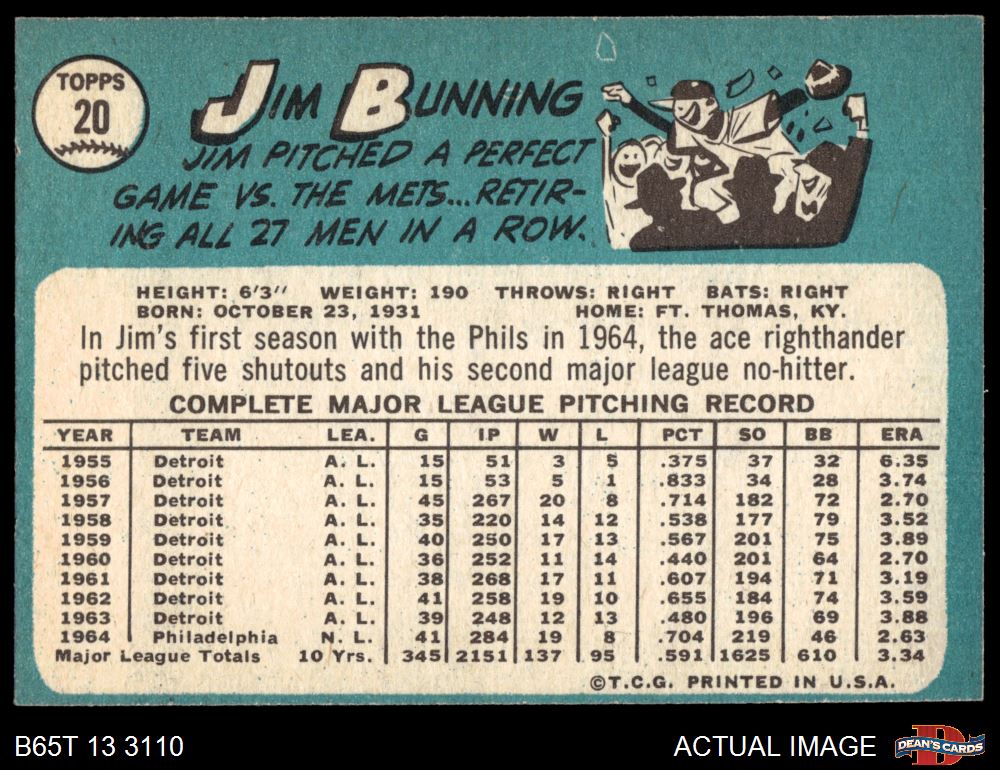 TOPPS
20
JIM BUNNING
JIM PITCHED A PERFECT
GAME VS. THE METS...RETIR-
ING ALL 27 MEN IN A ROW.
HEIGHT: 6'3" WEIGHT: 190 THROWS: RIGHT BATS: RIGHT
BORN: OCTOBER 23, 1931 HOME: FT. THOMAS, KY.
In Jim's first season with the Phils in 1964, the ace righthander
pitched five shutouts and his second major league no-hitter.
COMPLETE MAJOR LEAGUE PITCHING RECORD
YEAR TEAM LEA. G I.P W L PCT SO BB ERA
1955 Detroit A. L. 15 51 3 5 .375 37 32 6.35
1956 Detroit A. L. 15 53 5 1 .833 34 28 3.74
1957 Detroit A. L. 45 267 20 8 .714 182 72 2.70
1958 Detroit A. L. 35 220 14 12 .538 177 79 3.52
1959 Detroit A. L. 40 250 17 13 .567 201 75 3.89
1960 Detroit A. L. 36 252 11 14 .440 201 64 2.70
1961 Detroit A. L. 38 268 17 11 .607 194 71 3.19
1962 Detroit A. L. 41 258 19 10 .655 184 74 3.59
1963 Detroit A. L. 39 248 12 13 .480 196 69 3.88
1964 Philadelphia N. L. 41 284 19 8 .704 219 46 2.63
Major League Totals 10 Yrs. 345 2151 137 95 .591 1625 610 3.34
©T.C.G. PRINTED IN U.S.A.
B65T 13 3110 ACTUAL IMAGE DEAN'S CARDS